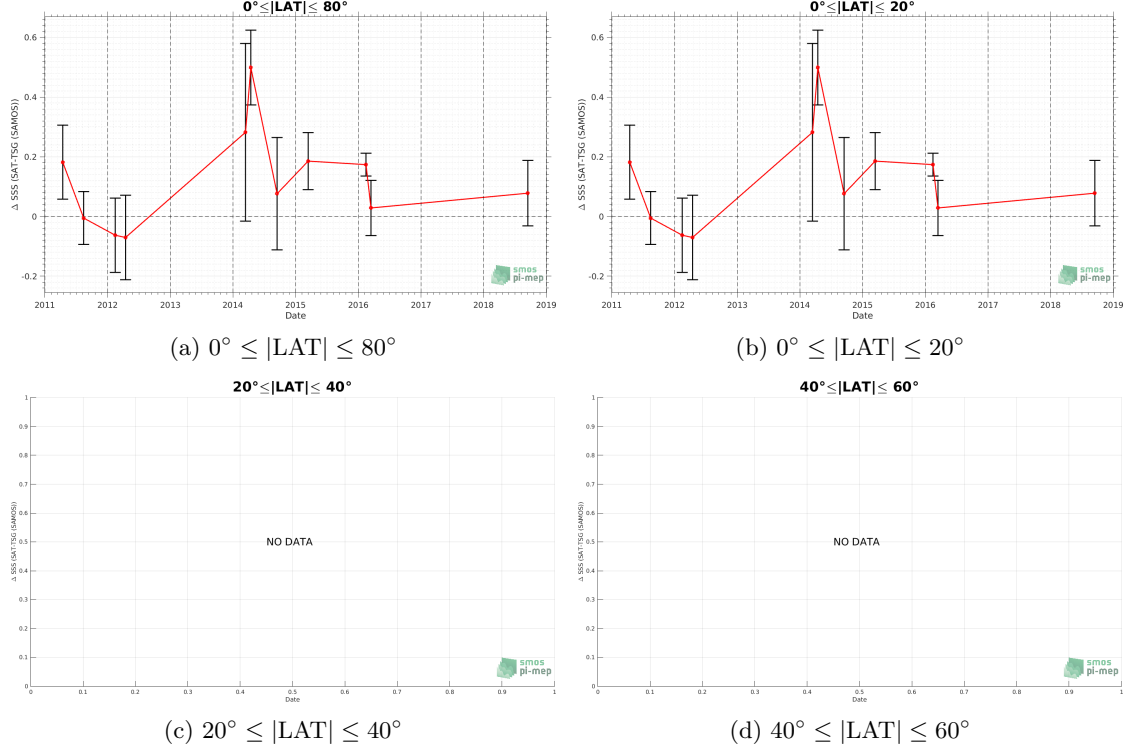 0°≤|LAT|≤ 80°
Δ SSS (SAT-TSG (SAMOS))
0.6
0.4
0.2
0
-0.2
2011 2012 2013 2014 2015 2016 2017 2018 2019
Date
smos
pi-mep
(a) 0° ≤ |LAT| ≤ 80°
0°≤|LAT|≤ 20°
Δ SSS (SAT-TSG (SAMOS))
0.6
0.4
0.2
0
-0.2
2011 2012 2013 2014 2015 2016 2017 2018 2019
Date
smos
pi-mep
(b) 0° ≤ |LAT| ≤ 20°
20°≤|LAT|≤ 40°
Δ SSS (SAT-TSG (SAMOS))
1
0.9
0.8
0.7
0.6
0.5
0.4
0.3
0.2
0.1
0
NO DATA
0 0.1 0.2 0.3 0.4 0.5 0.6 0.7 0.8 0.9 1
Date
smos
pi-mep
(c) 20° ≤ |LAT| ≤ 40°
40°≤|LAT|≤ 60°
Δ SSS (SAT-TSG (SAMOS))
1
0.9
0.8
0.7
0.6
0.5
0.4
0.3
0.2
0.1
0
NO DATA
0 0.1 0.2 0.3 0.4 0.5 0.6 0.7 0.8 0.9 1
Date
smos
pi-mep
(d) 40° ≤ |LAT| ≤ 60°